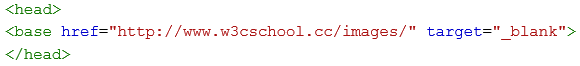 <head>
<base href="http://www.w3cschool.cc/images/" target="_blank">
</head>